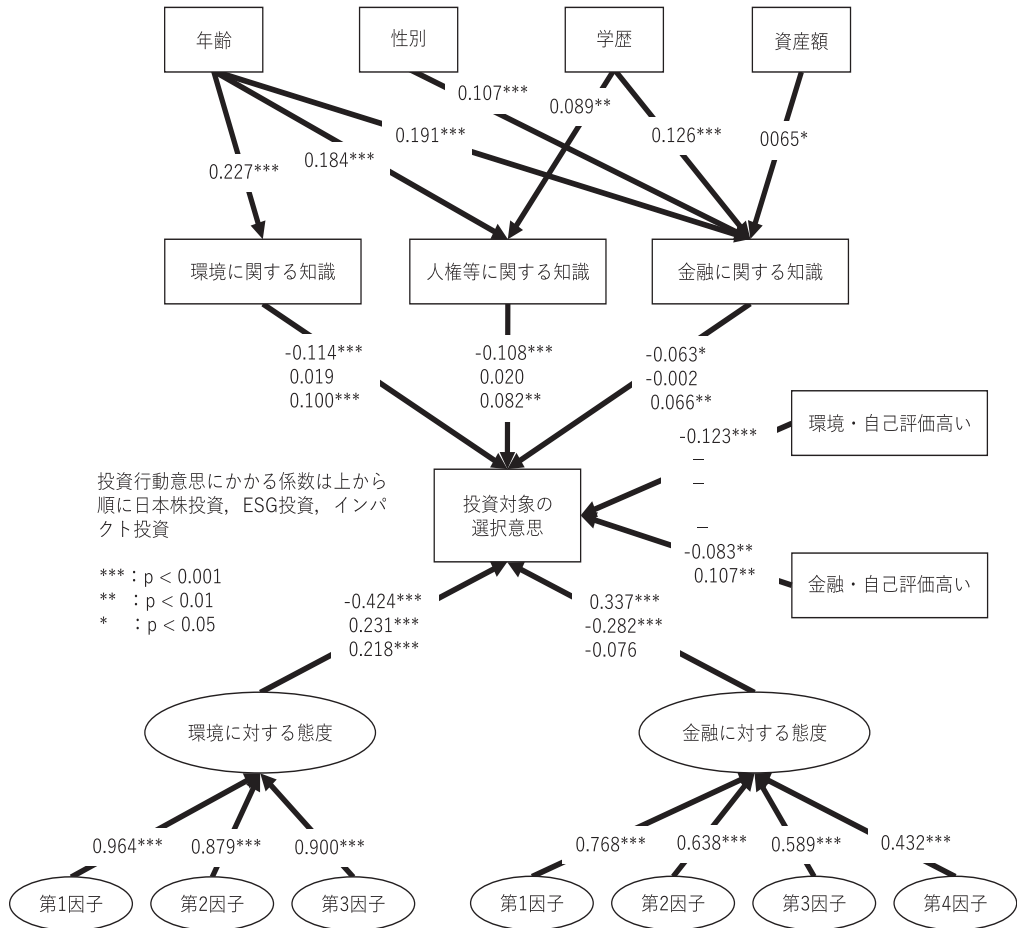 年齢
性別
学歴
資産額
0.107***
0.089**
0.191***
0.126***
0065*
0.184***
0.227***
環境に関する知識
人権等に関する知識
金融に関する知識
-0.114***
0.019
0.100***
-0.108***
0.020
0.082**
-0.063*
-0.002
0.066**
環境・自己評価高い
-0.123***
–
–
投資行動意思にかかる係数は上から
順に日本株投資，ESG投資，インパ
クト投資
投資対象の
選択意思
–
-0.083**
0.107**
金融・自己評価高い
*** : p < 0.001
** : p < 0.01
* : p < 0.05
-0.424***
0.231***
0.218***
0.337***
-0.282***
-0.076
環境に対する態度
金融に対する態度
0.964***
0.879***
0.900***
0.768***
0.638***
0.589***
0.432***
第1因子
第2因子
第3因子
第1因子
第2因子
第3因子
第4因子